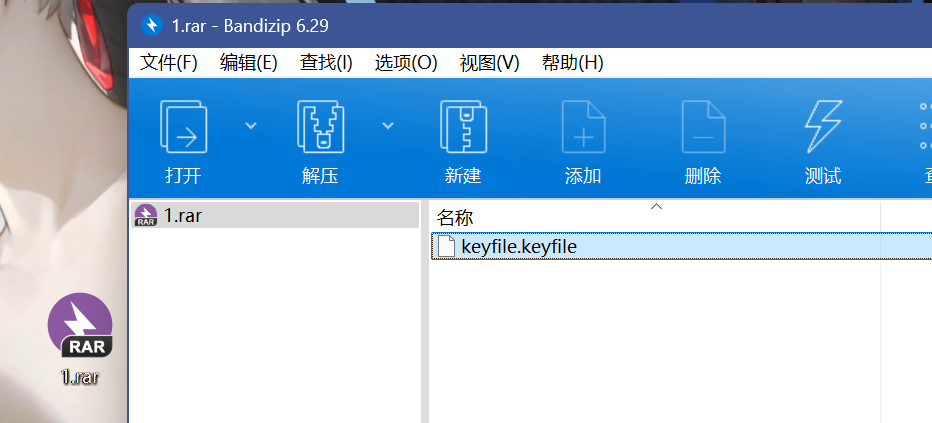 1.rar - Bandizip 6.29
文件(F) 编辑(E) 查找(I) 选项(O) 视图(V) 帮助(H)
打开 解压 新建 添加 删除 测试
1.rar
名称
keyfile.keyfile
RAR
1.rar